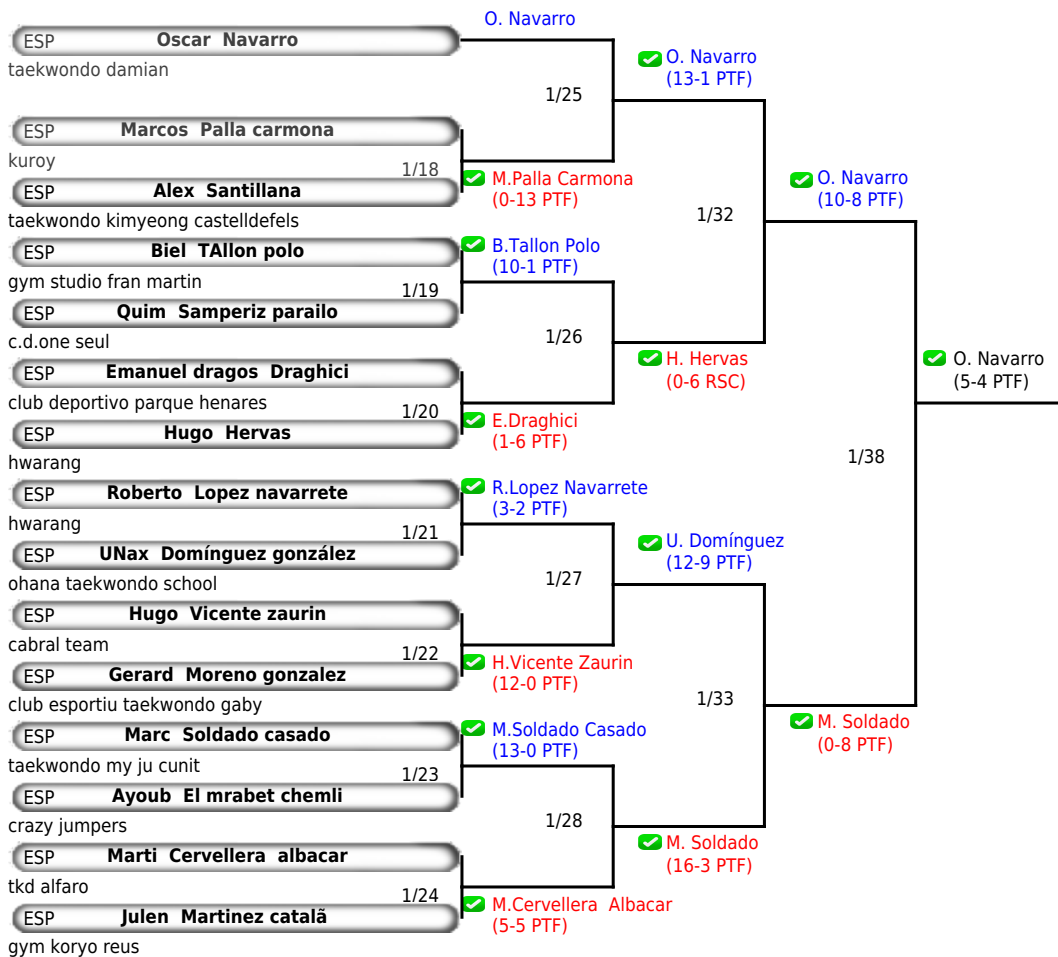 O. Navarro
ESP Oscar Navarro
taekwondo damian
O. Navarro
(13-1 PTF)
1/25
ESP Marcos Palla carmona
kuroy
1/18
M.Palla Carmona
(0-13 PTF)
O. Navarro
(10-8 PTF)
ESP Alex Santillana
taekwondo kimyeong castelldefels
1/32
ESP Biel TAllon polo
B.Tallon Polo
(10-1 PTF)
gym studio fran martin
1/19
ESP Quim Samperiz parailo
c.d.one seul
1/26
H. Hervas
(0-6 RSC)
O. Navarro
(5-4 PTF)
ESP Emanuel dragos Draghici
club deportivo parque henares
1/20
E.Draghici
(1-6 PTF)
ESP Hugo Hervas
hwarang
1/38
ESP Roberto Lopez navarrete
R.Lopez Navarrete
(3-2 PTF)
hwarang
1/21
U. Domínguez
(12-9 PTF)
ESP UNax Domínguez gonzález
ohana taekwondo school
1/27
ESP Hugo Vicente zaurin
cabral team
1/22
H.Vicente Zaurin
(12-0 PTF)
ESP Gerard Moreno gonzalez
club esportiu taekwondo gaby
1/33
M. Soldado
(0-8 PTF)
ESP Marc Soldado casado
M.Soldado Casado
(13-0 PTF)
taekwondo my ju cunit
1/23
ESP Ayoub El mrabet chemli
crazy jumpers
1/28
M. Soldado
(16-3 PTF)
ESP Marti Cervellera albacar
tkd alfaro
1/24
M.Cervellera Albacar
(5-5 PTF)
ESP Julen Martinez catalã
gym koryo reus